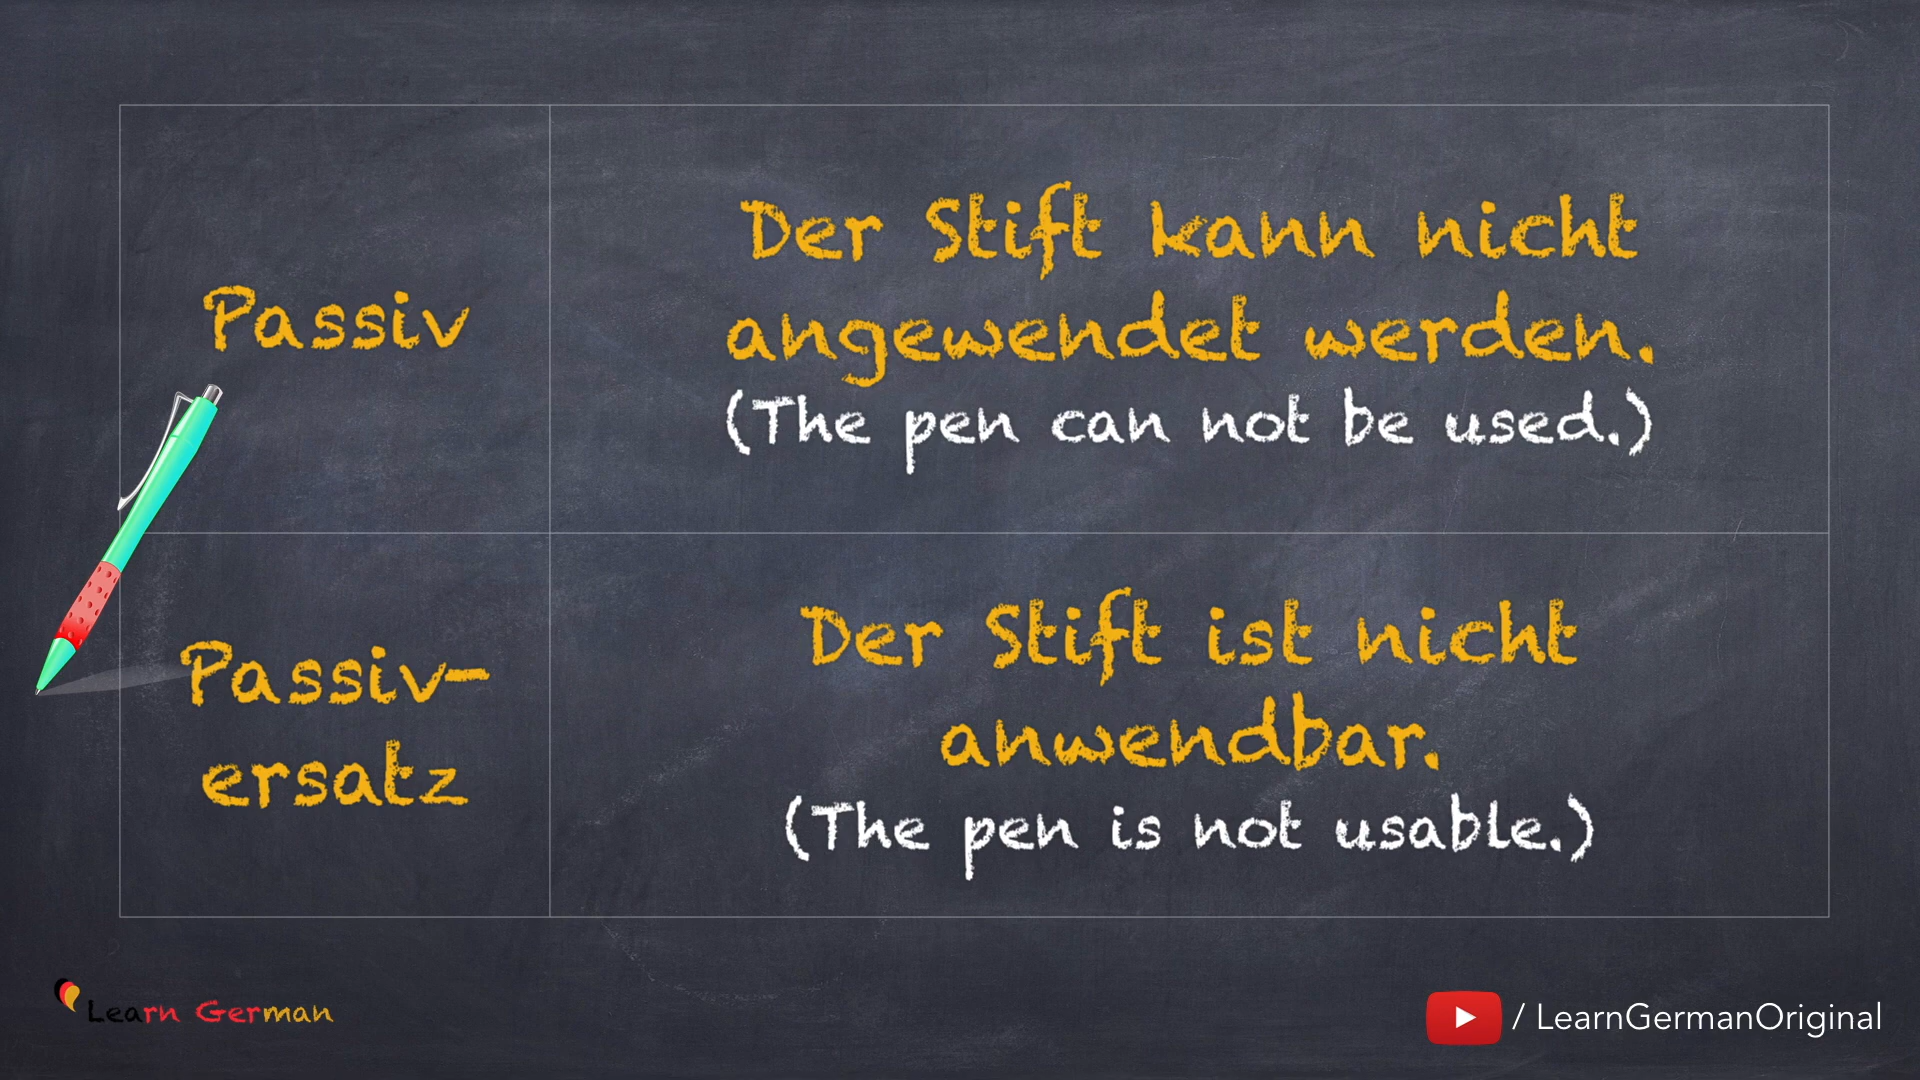 Passiv
Der Stift kann nicht
angewendet werden.
(The pen can not be used.)
Passiv-
ersatz
Der Stift ist nicht
anwendbar.
(The pen is not usable.)
Learn German
/ LearnGermanOriginal